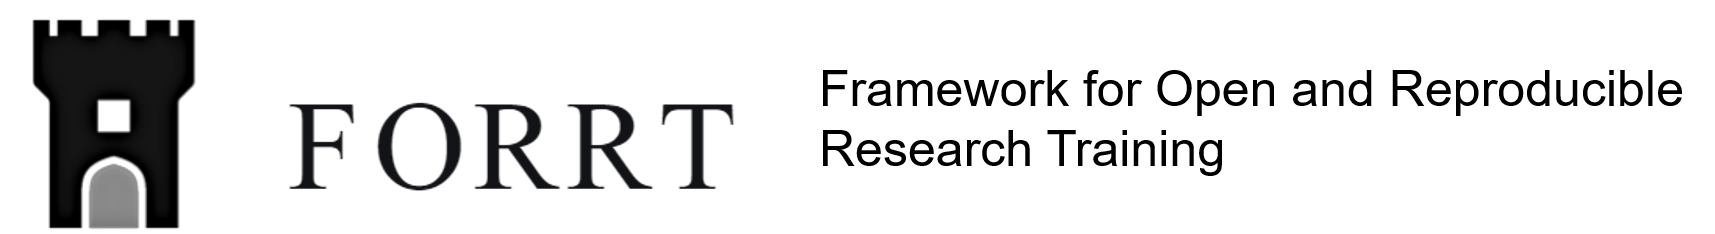 FORRT
Framework for Open and Reproducible
Research Training